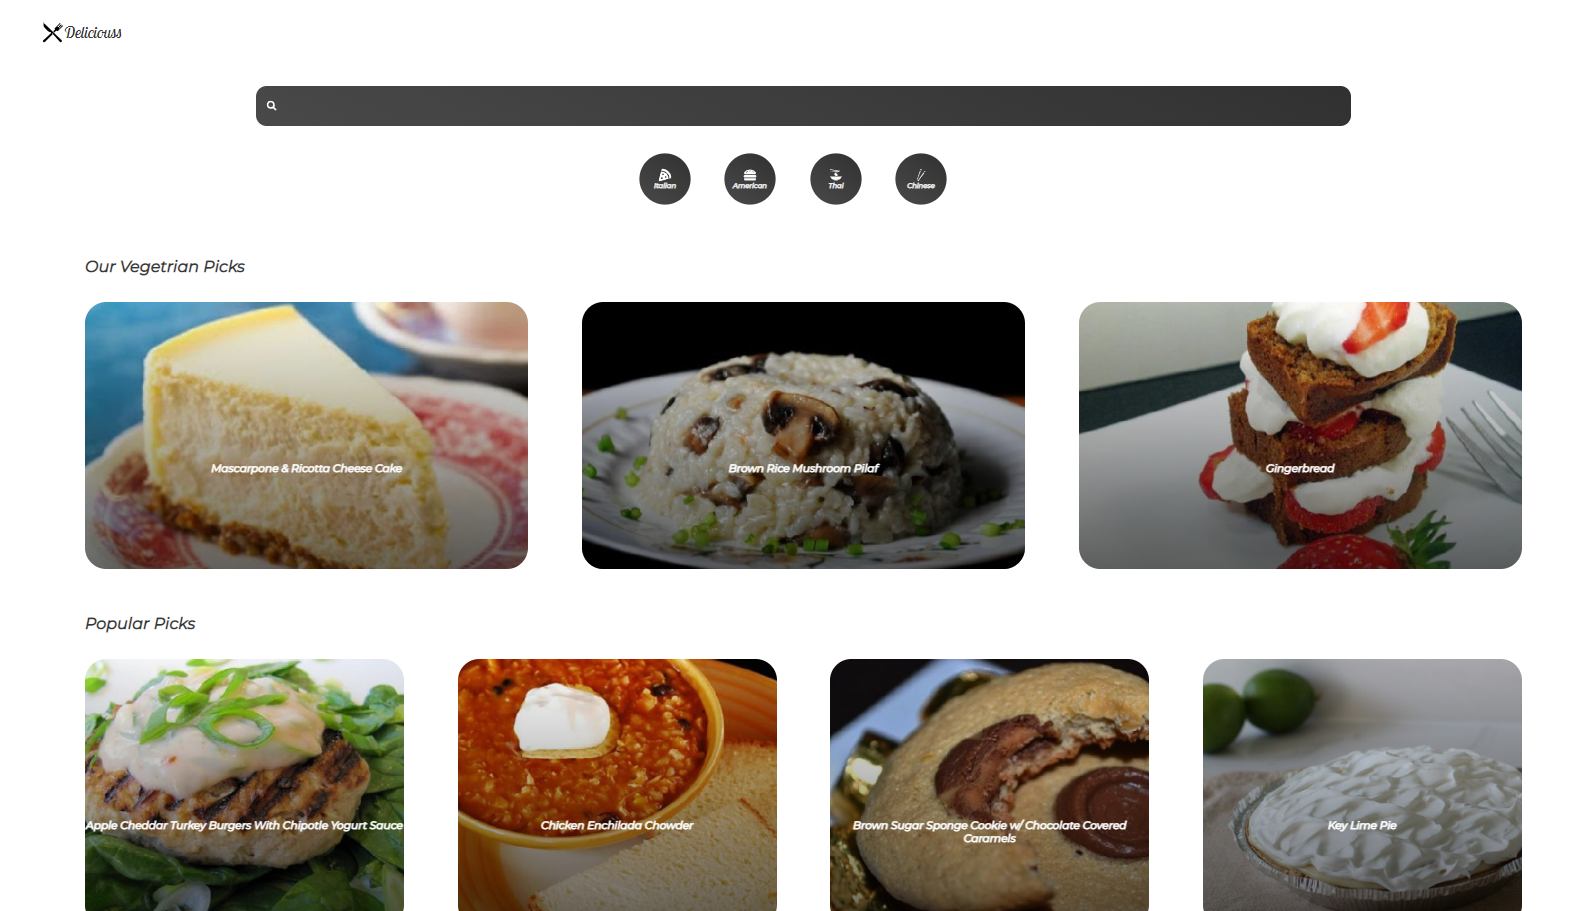 Deliciouss
Italian
American
Thai
Chinese
Our Vegetrian Picks
Mascarpone & Ricotta Cheese Cake
Brown Rice Mushroom Pilaf
Gingerbread
Popular Picks
Apple Cheddar Turkey Burgers With Chipotle Yogurt Sauce
Chicken Enchilada Chowder
Brown Sugar Sponge Cookie w/ Chocolate Covered
Caramels
Key Lime Pie